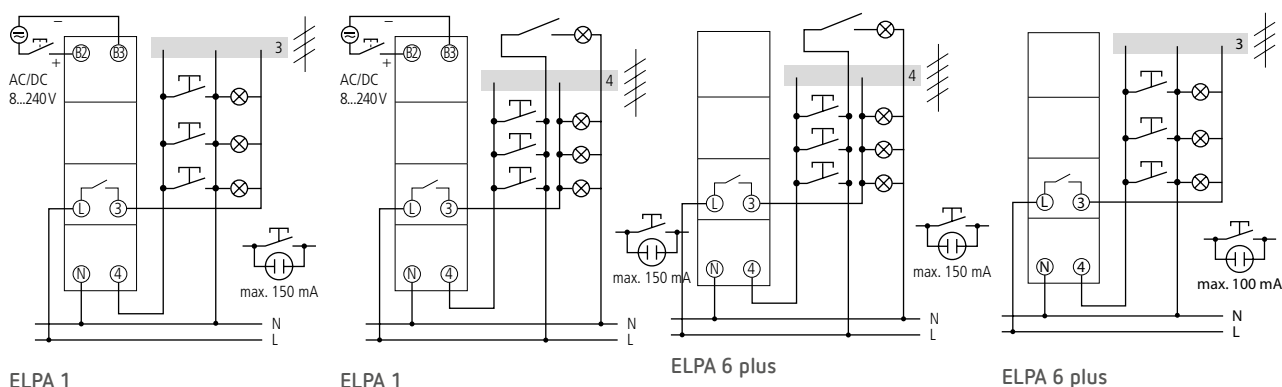 −
B2 B3
+
AC/DC
8...240 V
3
L 3
N 4
max. 150 mA
N
L
ELPA 1
−
B2 B3
+
AC/DC
8...240 V
4
L 3
N 4
max. 150 mA
N
L
ELPA 1
4
L 3
N 4
max. 150 mA
N
L
ELPA 6 plus
3
L 3
N 4
max. 100 mA
N
L
ELPA 6 plus